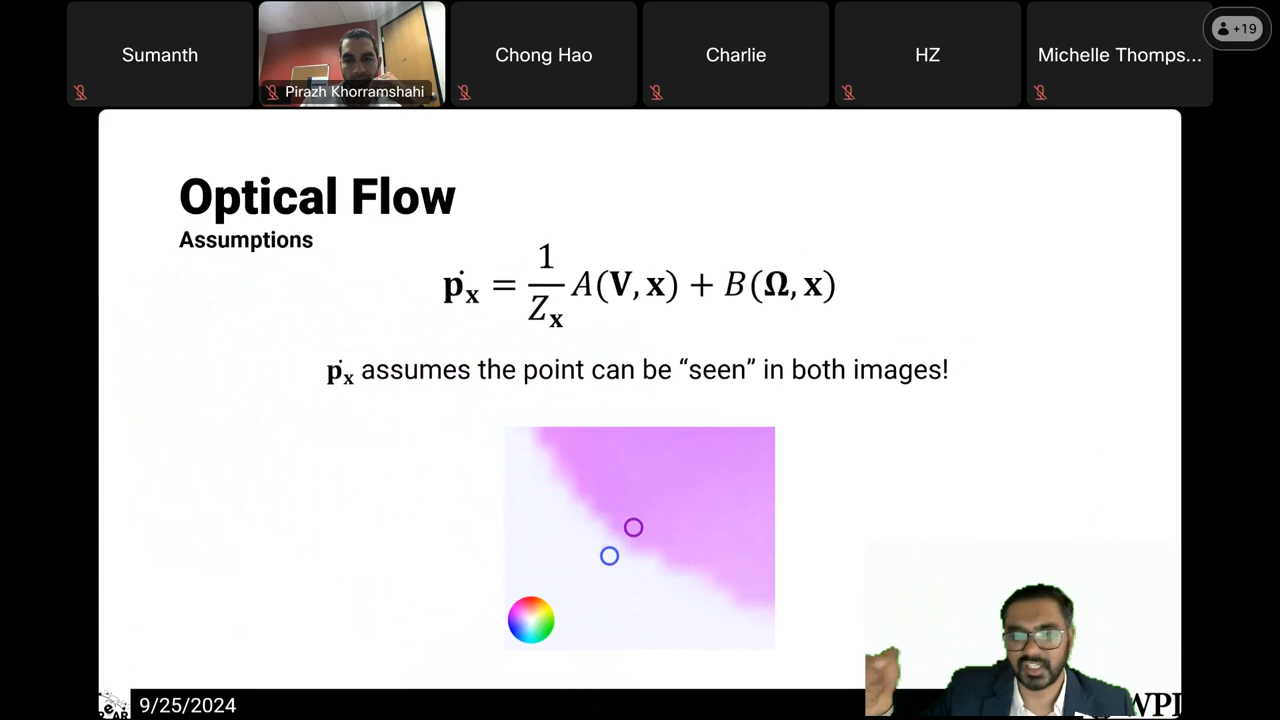 Sumanth
Pirazh Khorramshahi
Chong Hao
Charlie
HZ
Michelle Thomps...
+19
Optical Flow
Assumptions
ṗ𝐱 = 1/Z𝐱 A(V, x) + B(Ω, x)
ṗ𝐱 assumes the point can be “seen” in both images!
9/25/2024
WPI